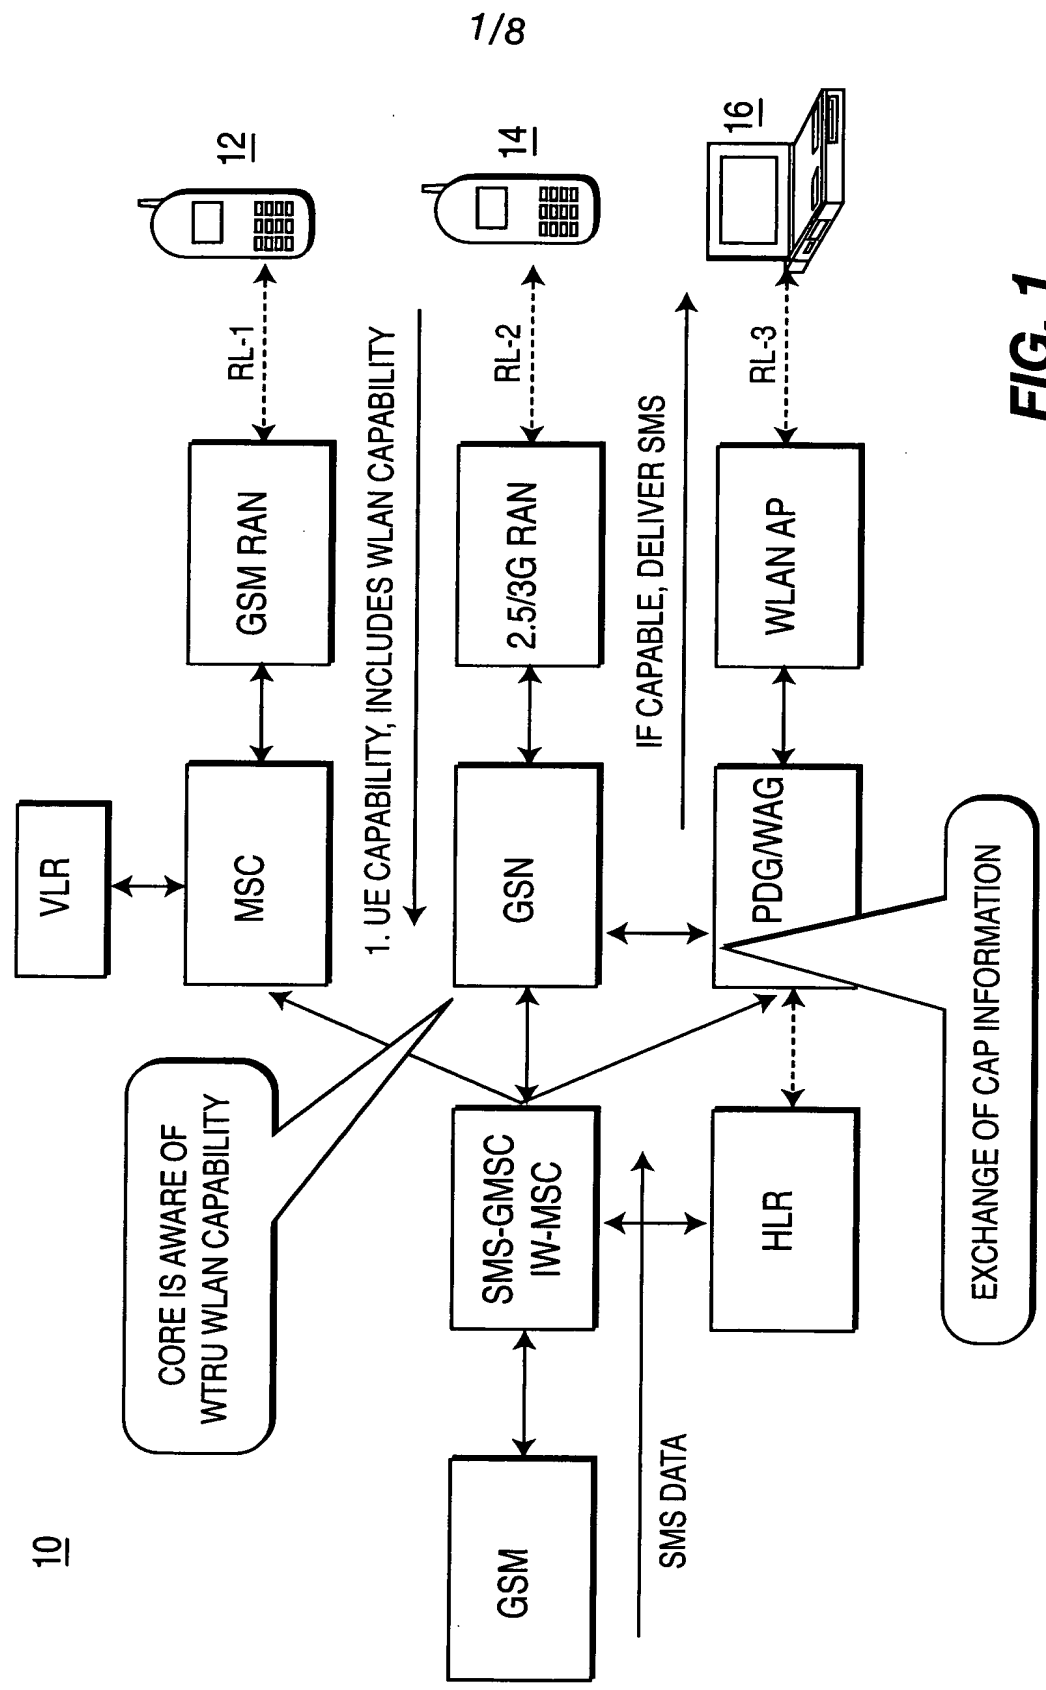 1/8
10
VLR
CORE IS AWARE OF
WTRU WLAN CAPABILITY
MSC
GSM RAN
RL-1
12
1. UE CAPABILITY, INCLUDES WLAN CAPABILITY
GSM
SMS-GMSC
IW-MSC
GSN
2.5/3G RAN
RL-2
14
SMS DATA
IF CAPABLE, DELIVER SMS
HLR
PDG/WAG
WLAN AP
RL-3
16
EXCHANGE OF CAP INFORMATION
FIG. 1